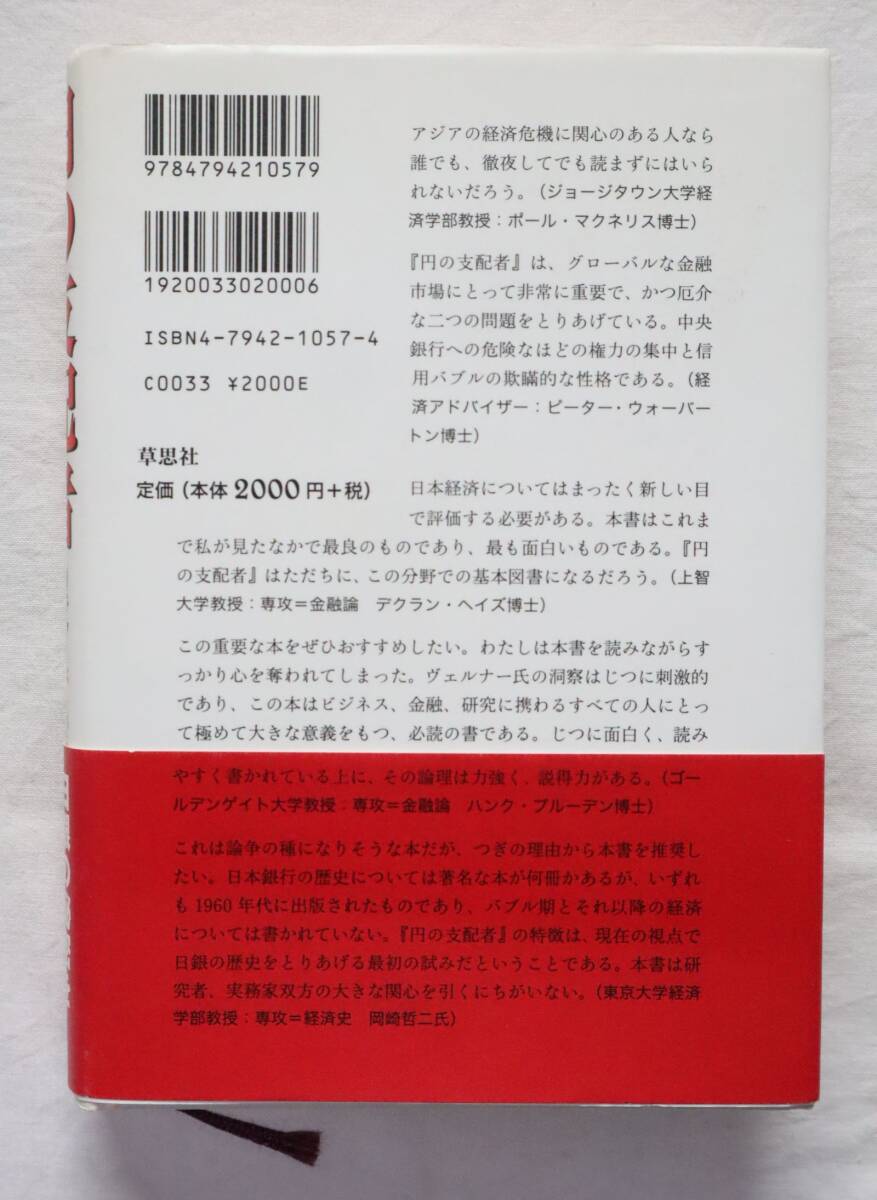 9784794210579
1920033020006
ISBN4-7942-1057-4
C0033 ¥2000E
草思社
定価（本体2000円＋税）
アジアの経済危機に関心のある人なら
誰でも、徹夜してでも読まずにはいら
れないだろう。（ジョージタウン大学経
済学部教授：ポール・マクネリス博士）
『円の支配者』は、グローバルな金融
市場にとって非常に重要で、かつ厄介
な二つの問題をとりあげている。中央
銀行への危険なほどの権力の集中と信
用バブルの欺瞞的な性格である。（経
済アドバイザー：ピーター・ウォーバー
トン博士）
日本経済についてはまったく新しい目
で評価する必要がある。本書はこれま
で私が見たなかで最良のものであり、最も面白いものである。『円
の支配者』はただちに、この分野での基本図書になるだろう。（上智
大学教授：専攻＝金融論　デクラン・ヘイズ博士）
この重要な本をぜひおすすめしたい。わたしは本書を読みながらす
っかり心を奪われてしまった。ヴェルナー氏の洞察はじつに刺激的
であり、この本はビジネス、金融、研究に携わるすべての人にとっ
て極めて大きな意義をもつ、必読の書である。じつに面白く、読み
やすく書かれている上に、その論理は力強く、説得力がある。（ゴー
ルデンゲイト大学教授：専攻＝金融論　ハンク・プルーデン博士）
これは論争の種になりそうな本だが、つぎの理由から本書を推奨し
たい。日本銀行の歴史については著名な本が何冊かあるが、いずれ
も1960年代に出版されたものであり、バブル期とそれ以降の経済
については書かれていない。『円の支配者』の特徴は、現在の視点で
日銀の歴史をとりあげる最初の試みだということである。本書は研
究者、実務家双方の大きな関心を引くにちがいない。（東京大学経済
学部教授：専攻＝経済史　岡崎哲二氏）